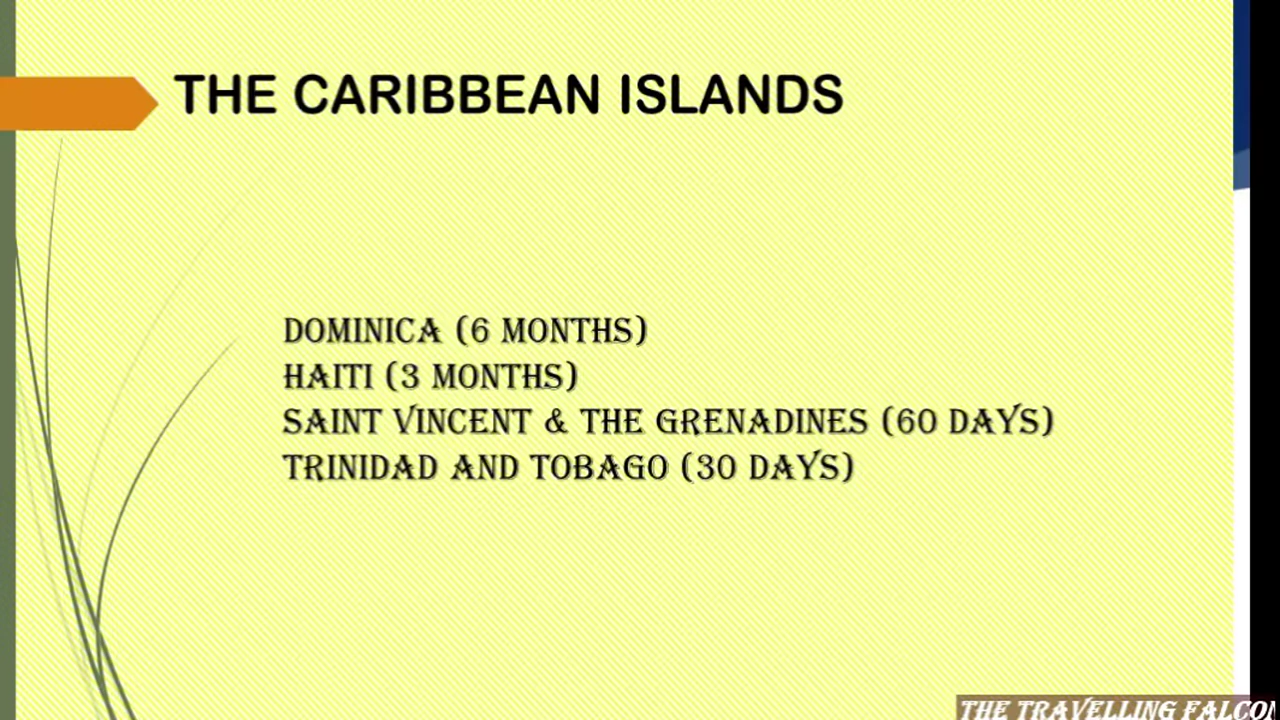 THE CARIBBEAN ISLANDS
DOMINICA (6 MONTHS)
HAITI (3 MONTHS)
SAINT VINCENT & THE GRENADINES (60 DAYS)
TRINIDAD AND TOBAGO (30 DAYS)
THE TRAVELLING FALCON